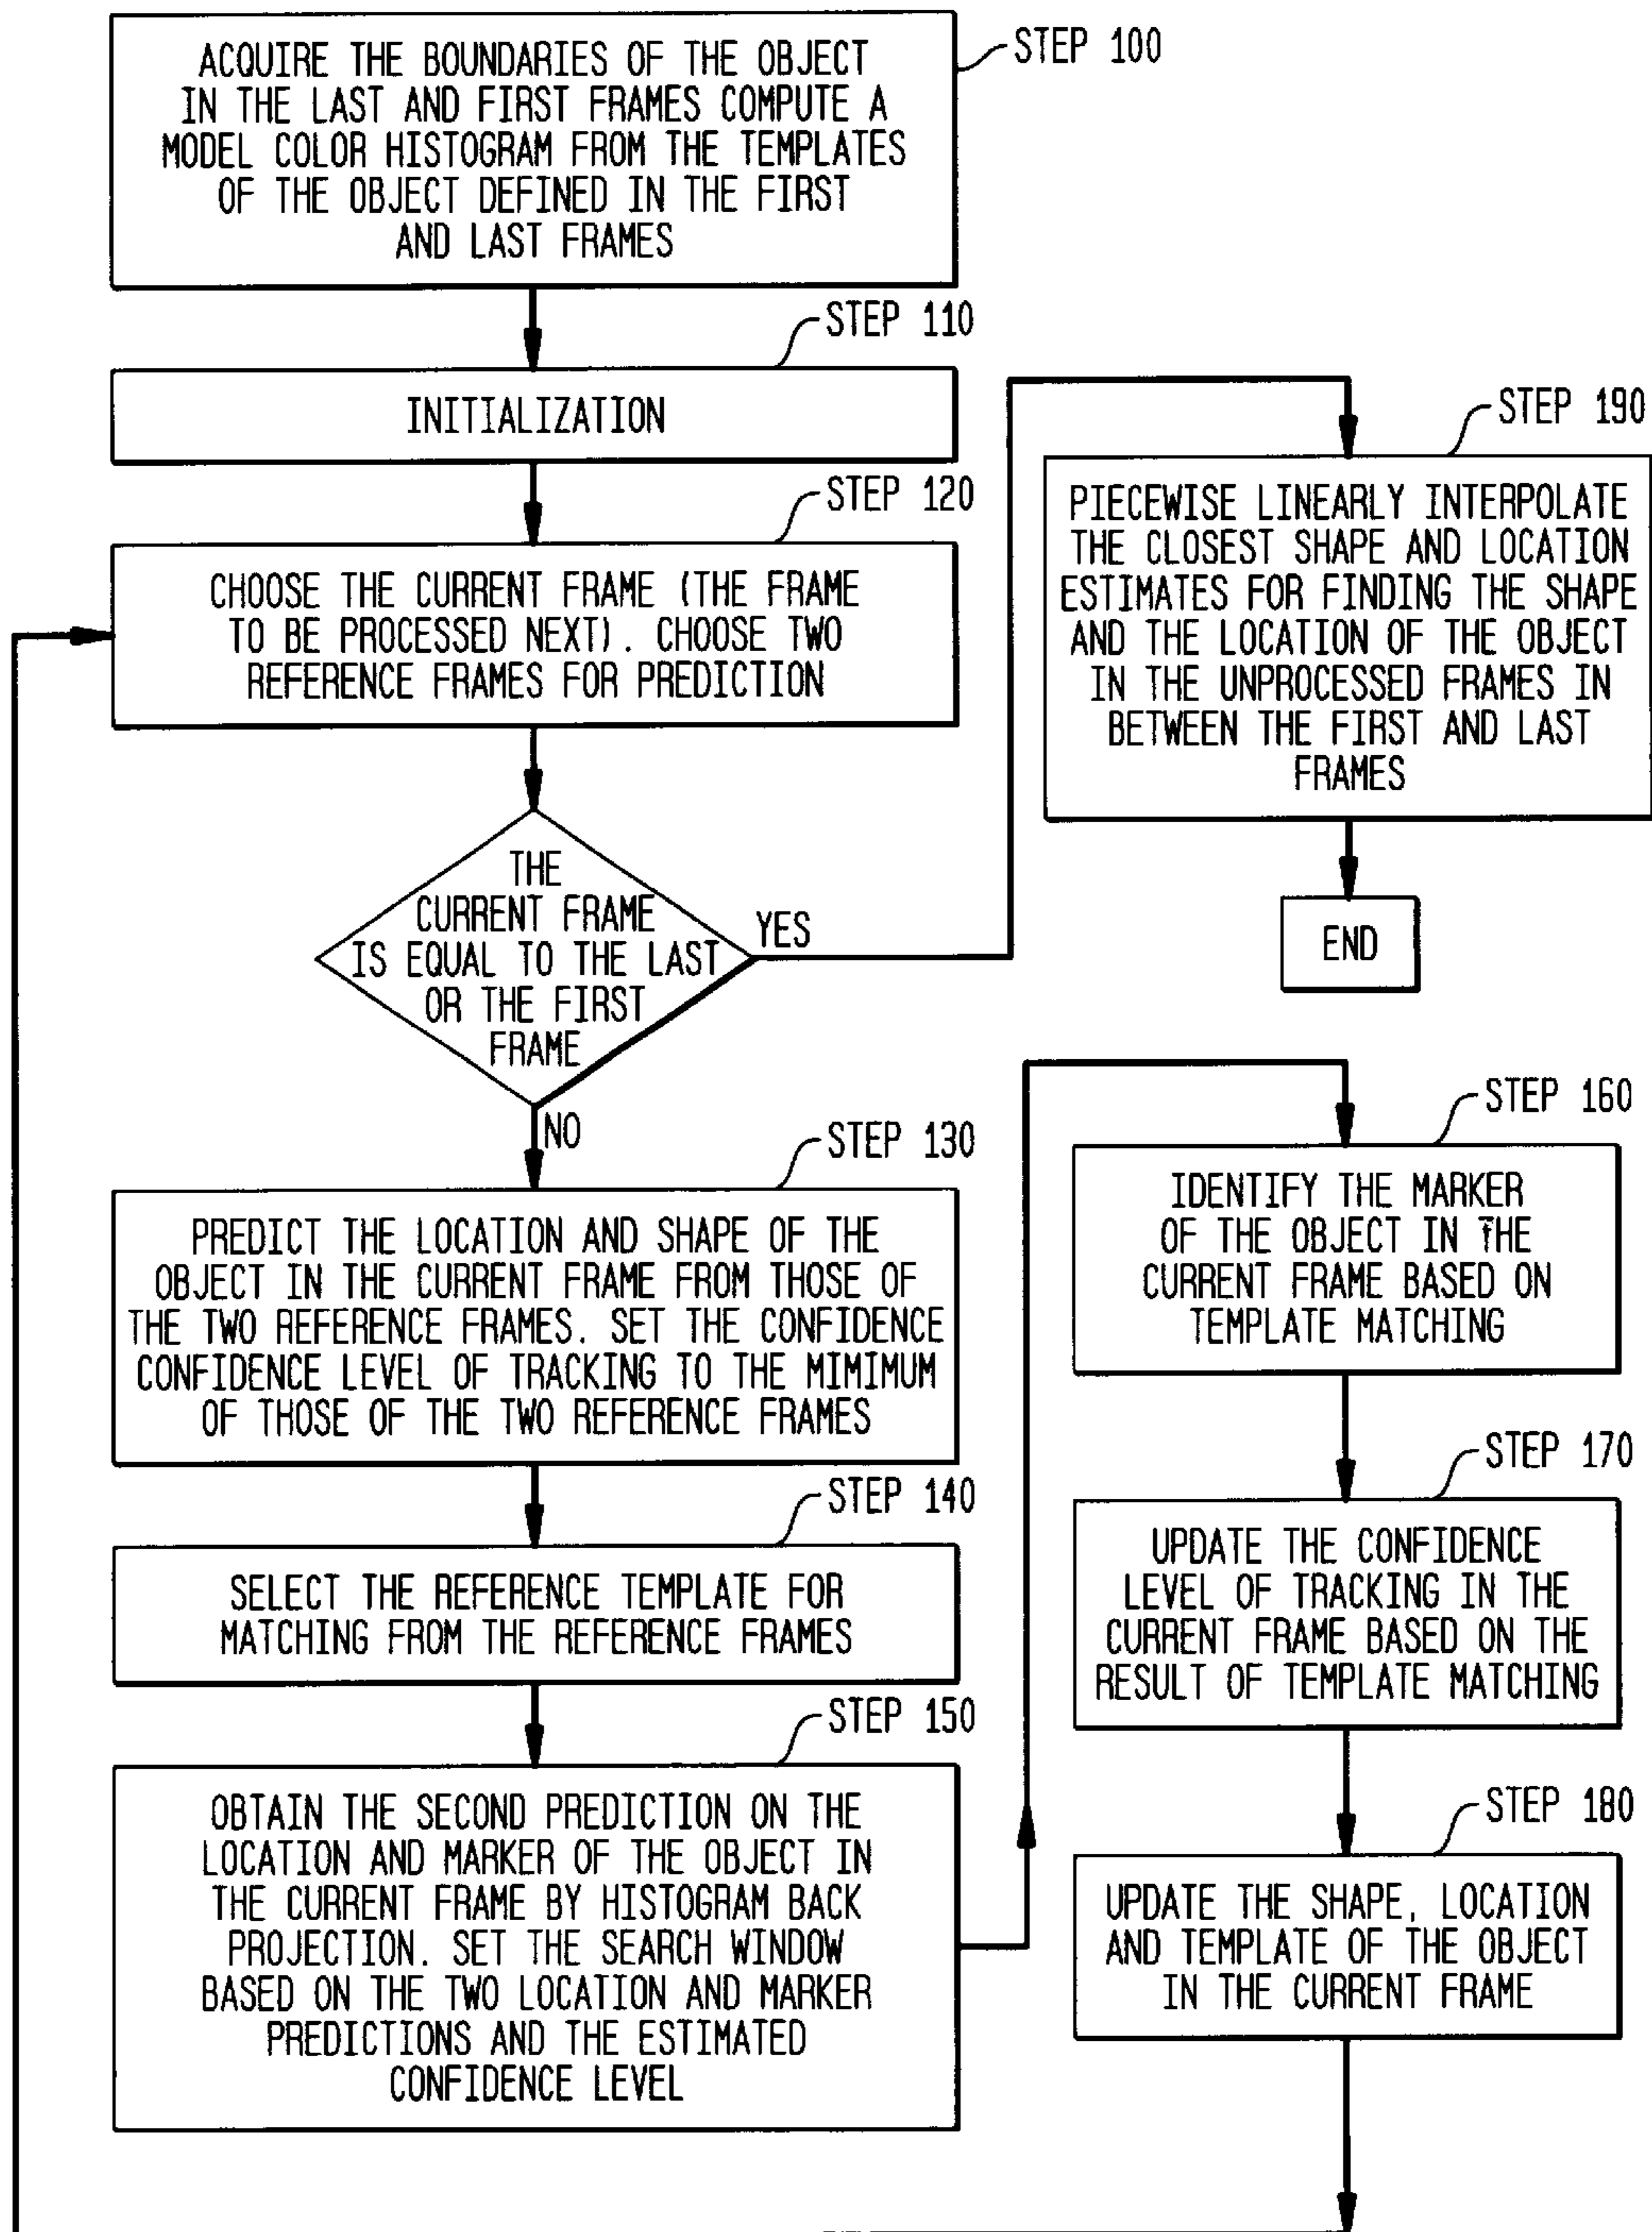 ACQUIRE THE BOUNDARIES OF THE OBJECT
IN THE LAST AND FIRST FRAMES COMPUTE A
MODEL COLOR HISTOGRAM FROM THE TEMPLATES
OF THE OBJECT DEFINED IN THE FIRST
AND LAST FRAMES
STEP 100
STEP 110
INITIALIZATION
STEP 120
CHOOSE THE CURRENT FRAME (THE FRAME
TO BE PROCESSED NEXT). CHOOSE TWO
REFERENCE FRAMES FOR PREDICTION
THE
CURRENT FRAME
IS EQUAL TO THE LAST
OR THE FIRST
FRAME
YES
NO
STEP 130
PREDICT THE LOCATION AND SHAPE OF THE
OBJECT IN THE CURRENT FRAME FROM THOSE OF
THE TWO REFERENCE FRAMES. SET THE CONFIDENCE
CONFIDENCE LEVEL OF TRACKING TO THE MIMIMUM
OF THOSE OF THE TWO REFERENCE FRAMES
STEP 140
SELECT THE REFERENCE TEMPLATE FOR
MATCHING FROM THE REFERENCE FRAMES
STEP 150
OBTAIN THE SECOND PREDICTION ON THE
LOCATION AND MARKER OF THE OBJECT IN
THE CURRENT FRAME BY HISTOGRAM BACK
PROJECTION. SET THE SEARCH WINDOW
BASED ON THE TWO LOCATION AND MARKER
PREDICTIONS AND THE ESTIMATED
CONFIDENCE LEVEL
STEP 190
PIECEWISE LINEARLY INTERPOLATE
THE CLOSEST SHAPE AND LOCATION
ESTIMATES FOR FINDING THE SHAPE
AND THE LOCATION OF THE OBJECT
IN THE UNPROCESSED FRAMES IN
BETWEEN THE FIRST AND LAST
FRAMES
END
STEP 160
IDENTIFY THE MARKER
OF THE OBJECT IN THE
CURRENT FRAME BASED ON
TEMPLATE MATCHING
STEP 170
UPDATE THE CONFIDENCE
LEVEL OF TRACKING IN THE
CURRENT FRAME BASED ON THE
RESULT OF TEMPLATE MATCHING
STEP 180
UPDATE THE SHAPE, LOCATION
AND TEMPLATE OF THE OBJECT
IN THE CURRENT FRAME